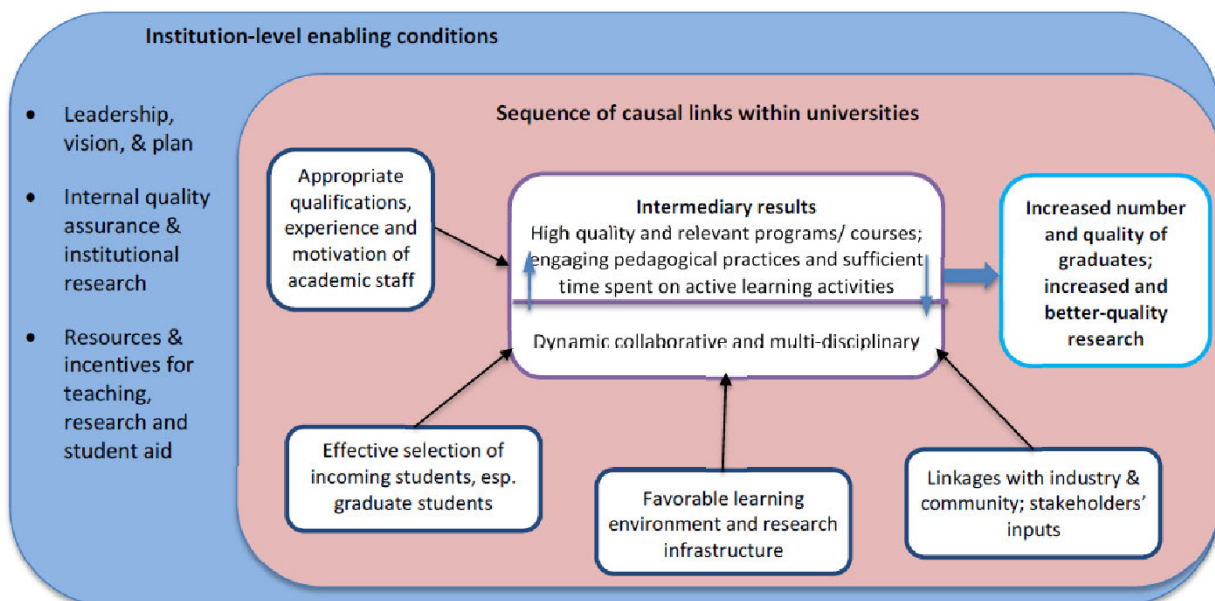 Institution-level enabling conditions
• Leadership,
vision, & plan
• Internal quality
assurance &
institutional
research
• Resources &
incentives for
teaching,
research and
student aid
Sequence of causal links within universities
Appropriate
qualifications,
experience and
motivation of
academic staff
Intermediary results
High quality and relevant programs/ courses;
engaging pedagogical practices and sufficient
time spent on active learning activities
Dynamic collaborative and multi-disciplinary
Increased number
and quality of
graduates;
increased and
better-quality
research
Effective selection of
incoming students, esp.
graduate students
Favorable learning
environment and research
infrastructure
Linkages with industry &
community; stakeholders’
inputs